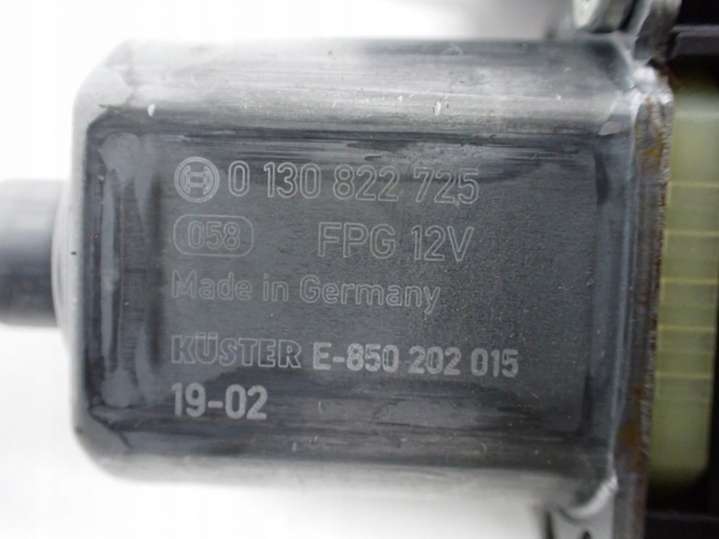 0 130 822 725
058 FPG 12V
Made in Germany
KÜSTER E-850 202 015
19-02